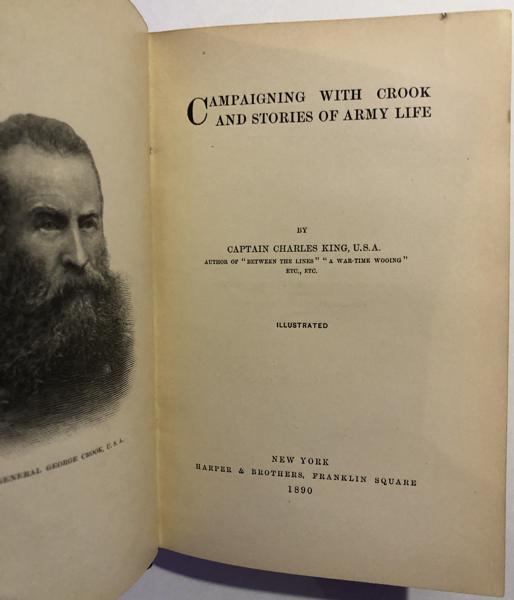 GENERAL GEORGE CROOK, U.S.A.
CAMPAIGNING WITH CROOK
AND STORIES OF ARMY LIFE
BY
CAPTAIN CHARLES KING, U.S.A.
AUTHOR OF "BETWEEN THE LINES" "A WAR-TIME WOOING"
ETC., ETC.
ILLUSTRATED
NEW YORK
HARPER & BROTHERS, FRANKLIN SQUARE
1890